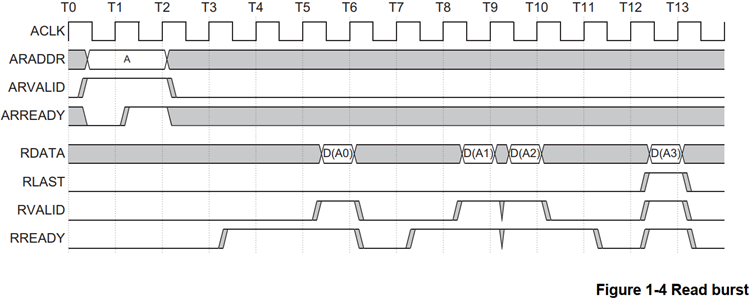 T0 T1 T2 T3 T4 T5 T6 T7 T8 T9 T10 T11 T12 T13
ACLK
ARADDR A
ARVALID
ARREADY
RDATA D(A0) D(A1) D(A2) D(A3)
RLAST
RVALID
RREADY
Figure 1-4 Read burst